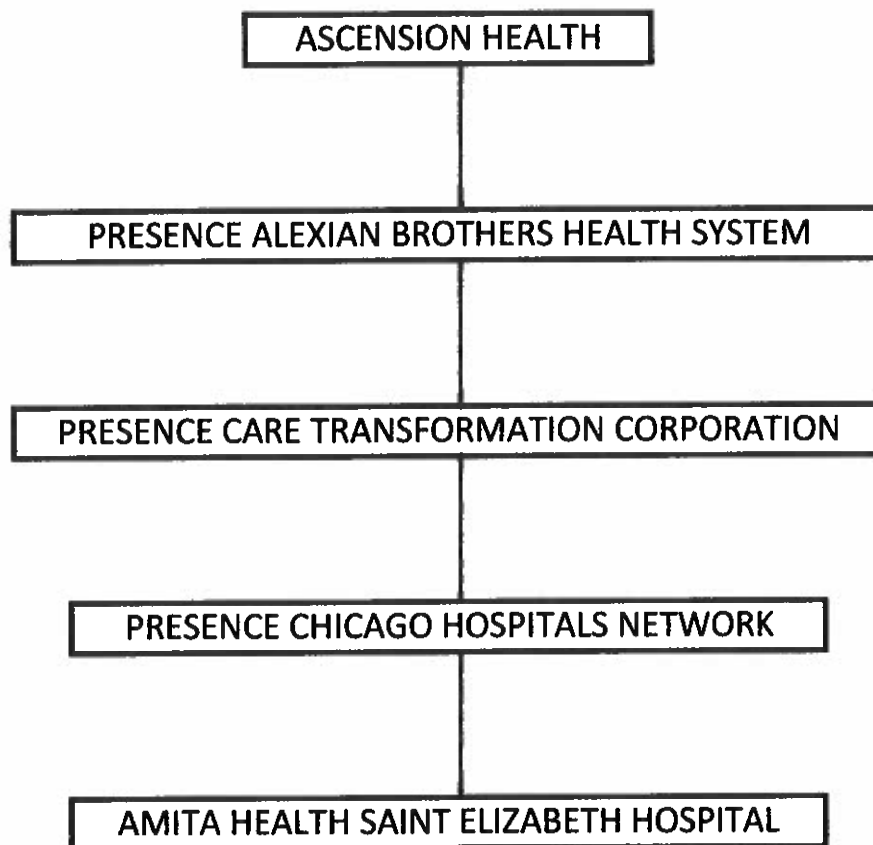 ASCENSION HEALTH
PRESENCE ALEXIAN BROTHERS HEALTH SYSTEM
PRESENCE CARE TRANSFORMATION CORPORATION
PRESENCE CHICAGO HOSPITALS NETWORK
AMITA HEALTH SAINT ELIZABETH HOSPITAL